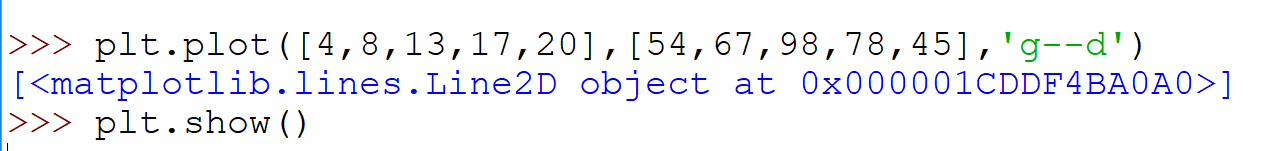 >>> plt.plot([4,8,13,17,20],[54,67,98,78,45],'g--d')
[<matplotlib.lines.Line2D object at 0x000001CDDF4BA0A0>]
>>> plt.show()